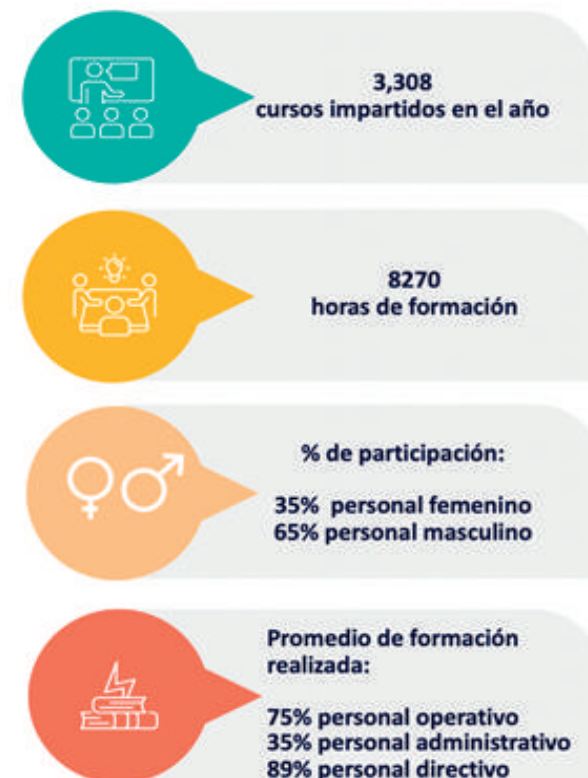 3,308
cursos impartidos en el año
8270
horas de formación
% de participación:
35% personal femenino
65% personal masculino
Promedio de formación
realizada:
75% personal operativo
35% personal administrativo
89% personal directivo